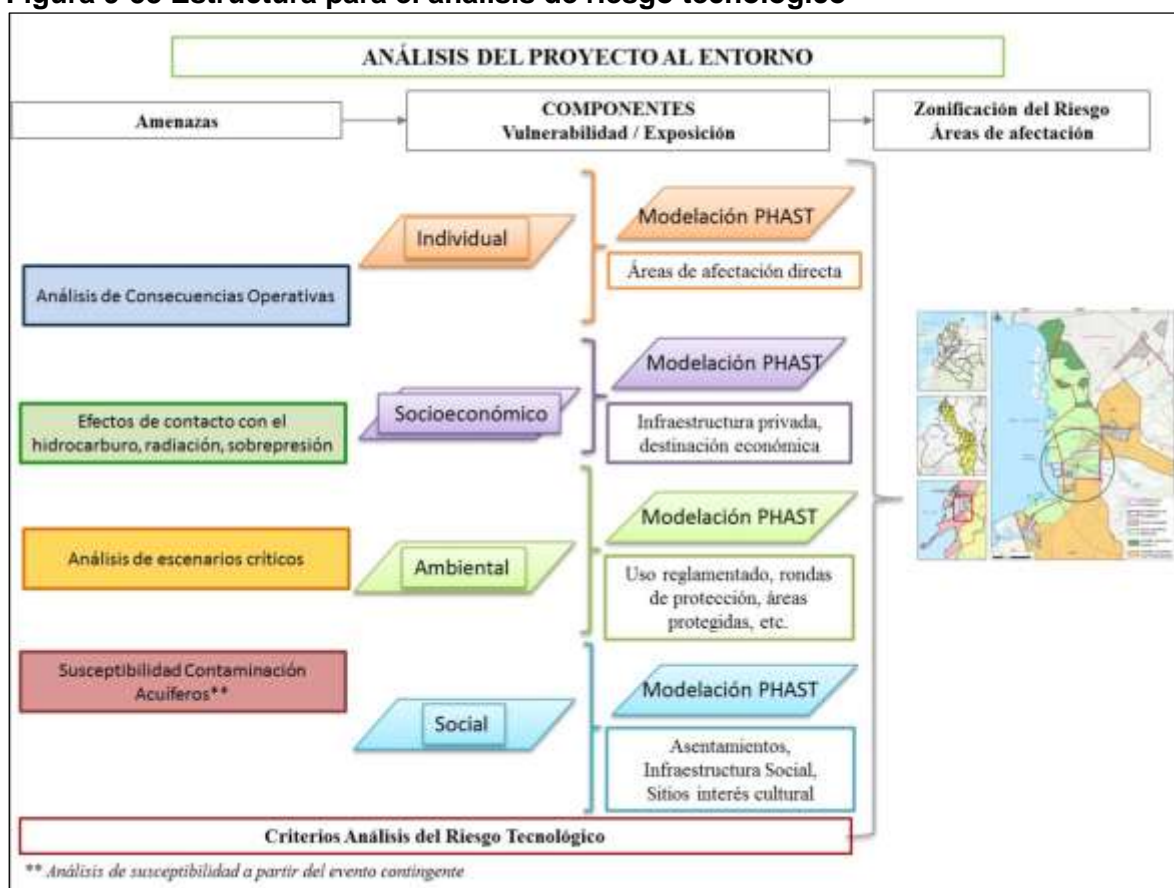 Figura 9-35 Estructura para el análisis de riesgo tecnológico
ANÁLISIS DEL PROYECTO AL ENTORNO
Amenazas
COMPONENTES
Vulnerabilidad / Exposición
Zonificación del Riesgo
Áreas de afectación
Individual
Modelación PHAST
Áreas de afectación directa
Análisis de Consecuencias Operativas
Socioeconómico
Modelación PHAST
Infraestructura privada,
destinación económica
Efectos de contacto con el
hidrocarburo, radiación, sobrepresión
Ambiental
Modelación PHAST
Uso reglamentado, rondas
de protección, áreas
protegidas, etc.
Análisis de escenarios críticos
Susceptibilidad Contaminación
Acuíferos**
Social
Modelación PHAST
Asentamientos,
Infraestructura Social,
Sitios interés cultural
Criterios Análisis del Riesgo Tecnológico
** Análisis de susceptibilidad a partir del evento contingente